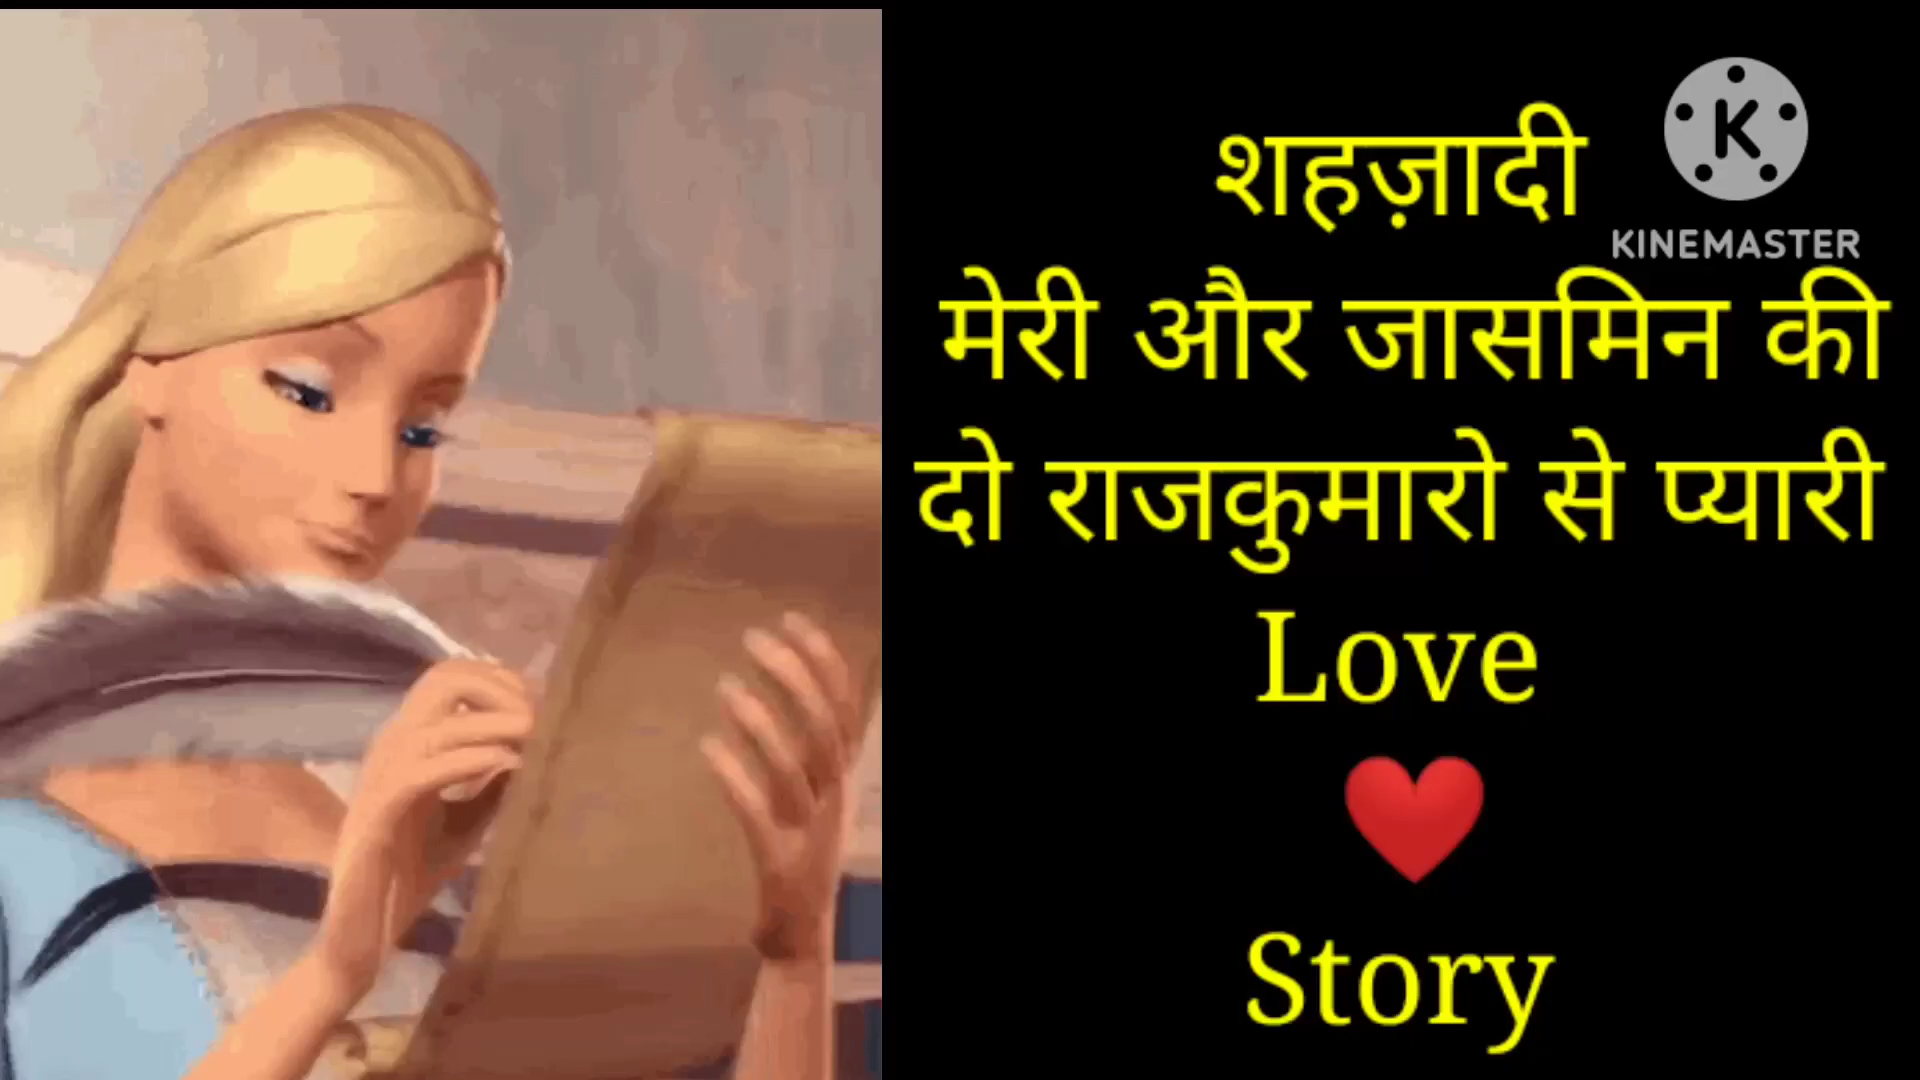 शहज़ादी
K
KINEMASTER
मेरी और जासमिन की
दो राजकुमारो से प्यारी
Love
Story